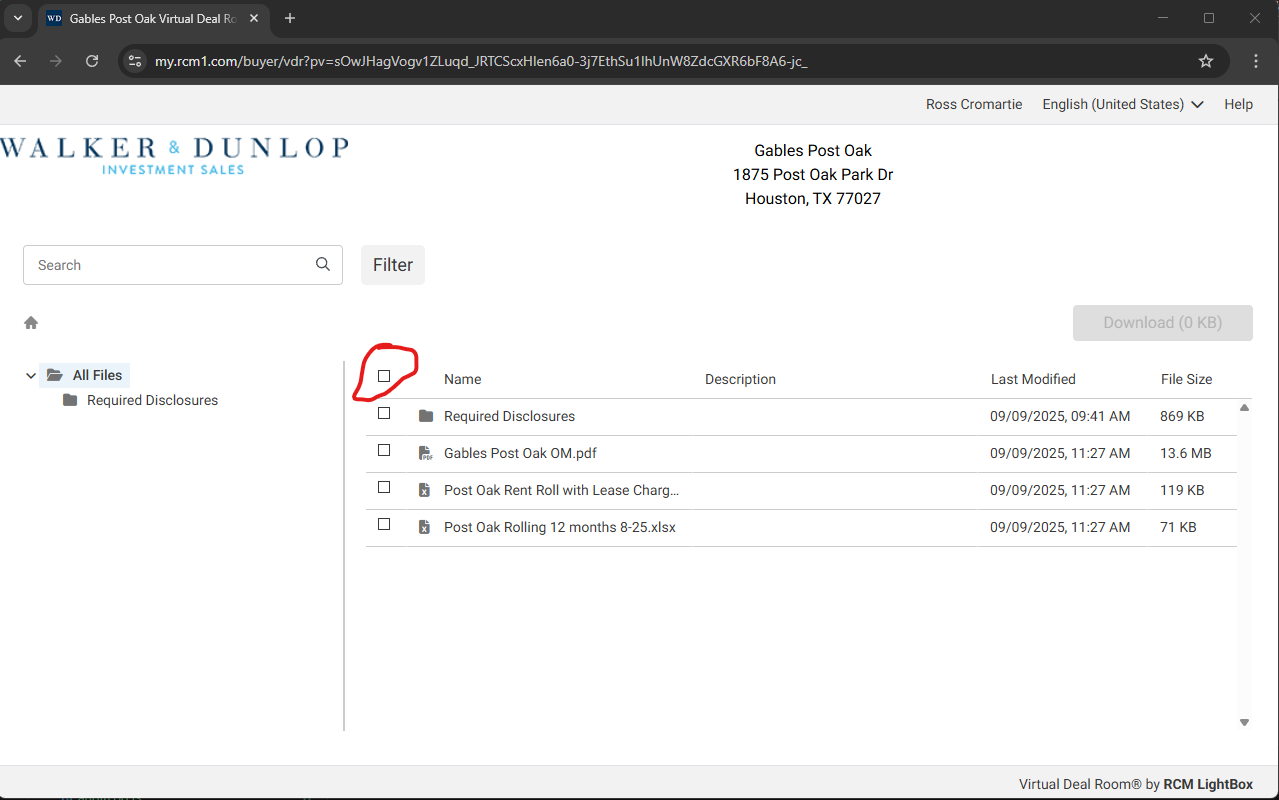 WD Gables Post Oak Virtual Deal Ro
my.rcm1.com/buyer/vdr?pv=sOwJHagVogv1ZLuqd_JRTCScxHIen6a0-3j7EthSu1IhUnW8ZdcGXR6bF8A6-jc_
Ross Cromartie English (United States) Help
WALKER & DUNLOP
INVESTMENT SALES
Gables Post Oak
1875 Post Oak Park Dr
Houston, TX 77027
Search Filter
Download (0 KB)
All Files
Required Disclosures
Name Description Last Modified File Size
Required Disclosures 09/09/2025, 09:41 AM 869 KB
Gables Post Oak OM.pdf 09/09/2025, 11:27 AM 13.6 MB
Post Oak Rent Roll with Lease Charg... 09/09/2025, 11:27 AM 119 KB
Post Oak Rolling 12 months 8-25.xlsx 09/09/2025, 11:27 AM 71 KB
Virtual Deal Room® by RCM LightBox